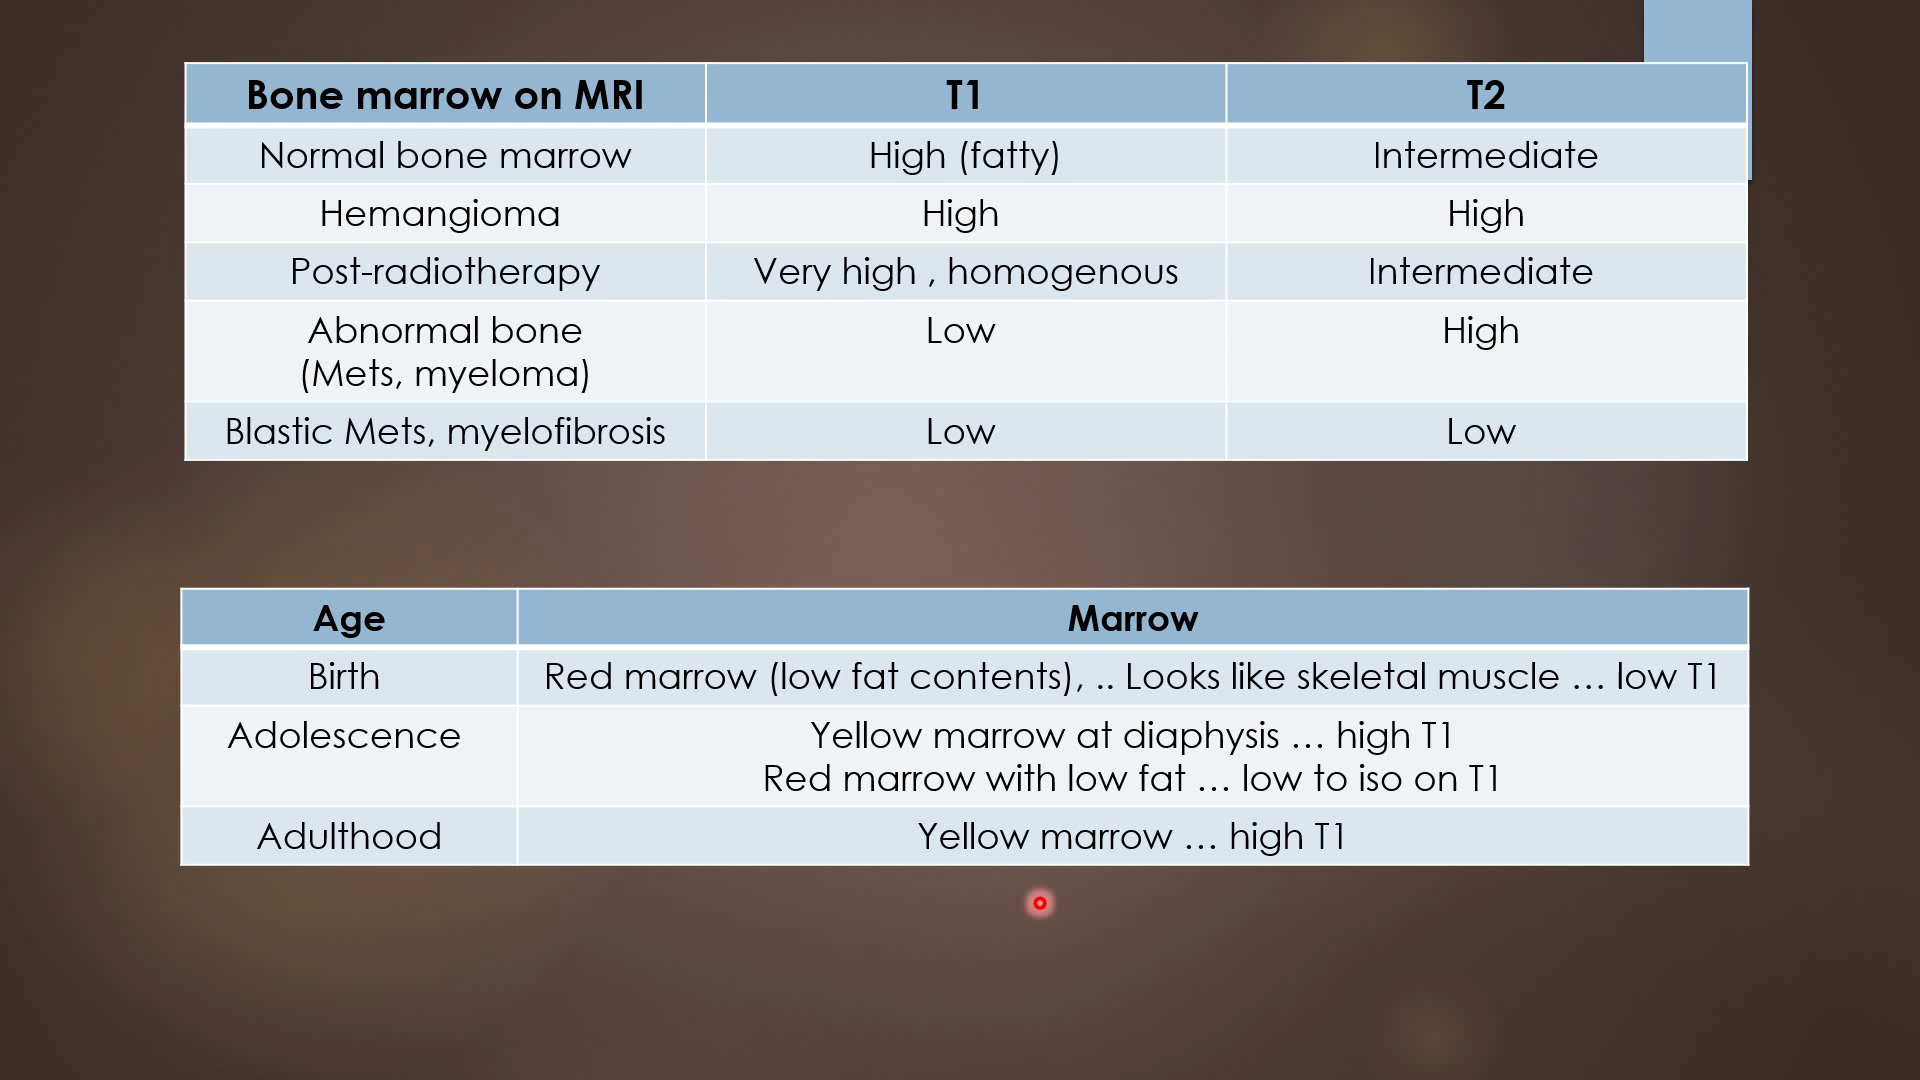 Bone marrow on MRI T1 T2
Normal bone marrow High (fatty) Intermediate
Hemangioma High High
Post-radiotherapy Very high , homogenous Intermediate
Abnormal bone Low High
(Mets, myeloma)
Blastic Mets, myelofibrosis Low Low
Age Marrow
Birth Red marrow (low fat contents), .. Looks like skeletal muscle … low T1
Adolescence Yellow marrow at diaphysis … high T1
Red marrow with low fat … low to iso on T1
Adulthood Yellow marrow … high T1